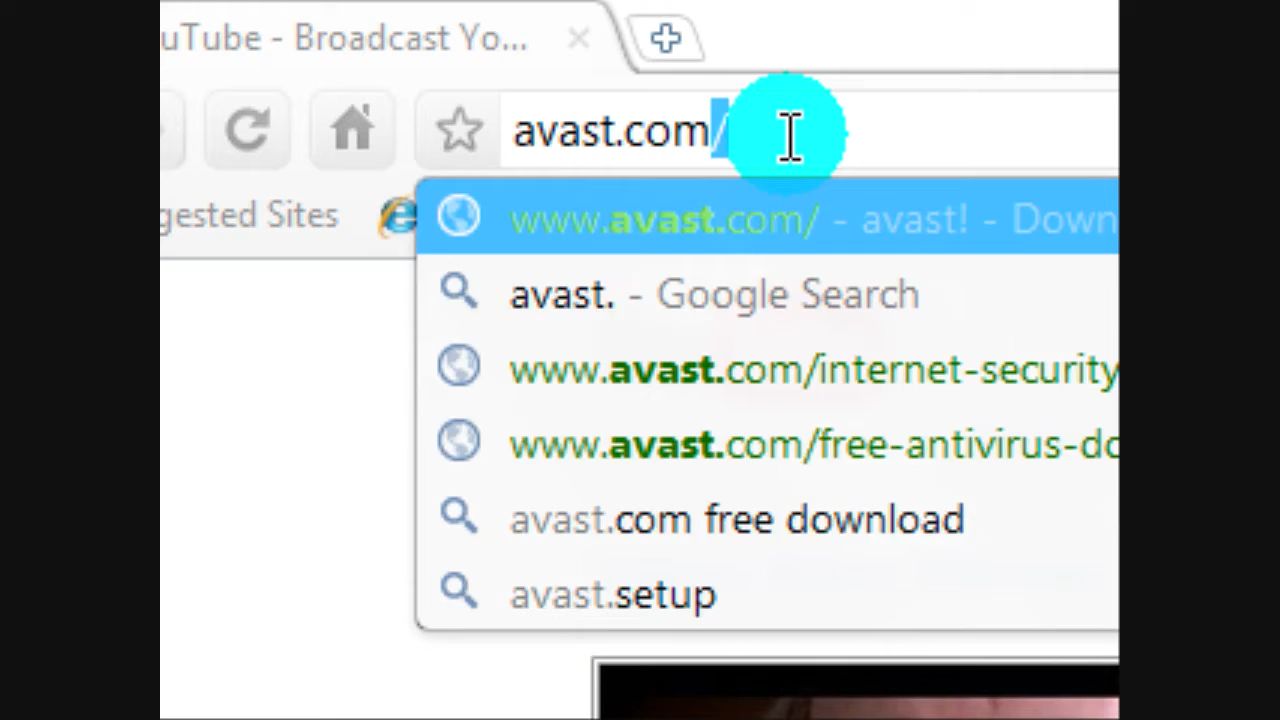 uTube - Broadcast Yo...
avast.com/
gested Sites
www.avast.com/ - avast! - Down
avast. - Google Search
www.avast.com/internet-security
www.avast.com/free-antivirus-do
avast.com free download
avast.setup